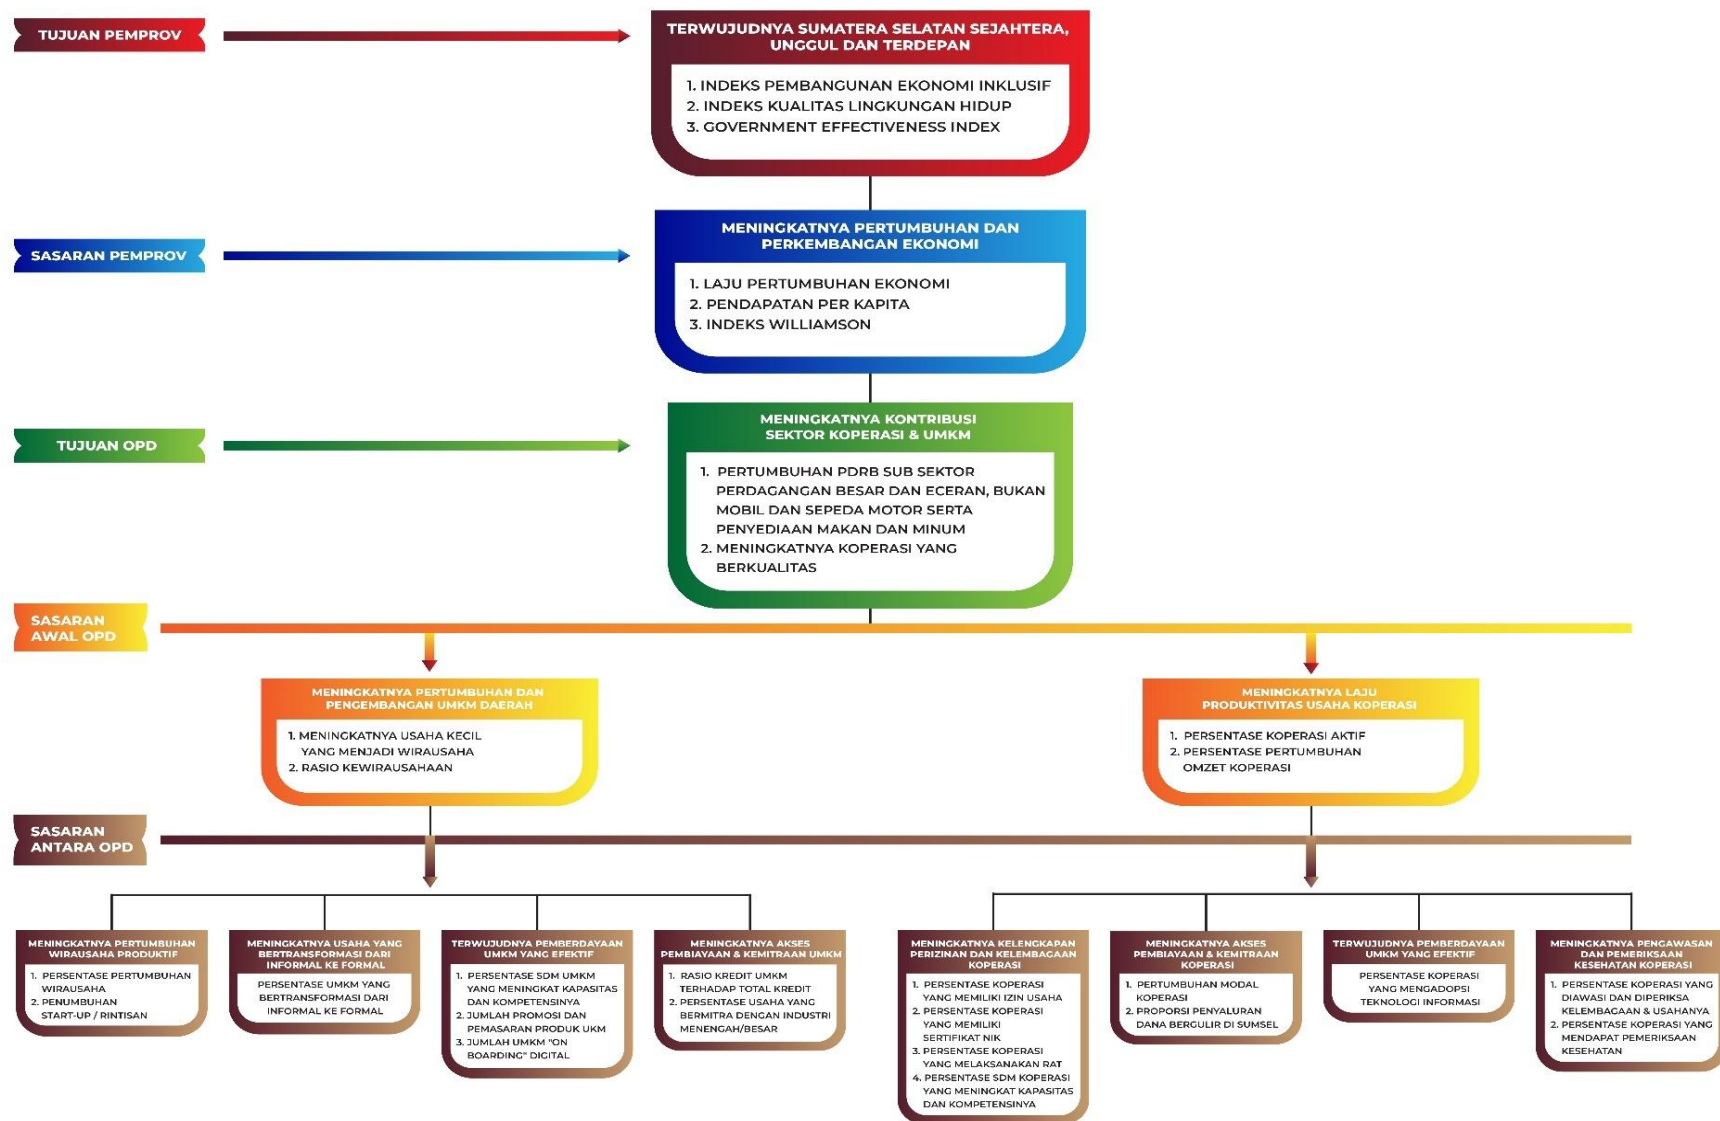 TUJUAN PEMPROV
TERWUJUDNYA SUMATERA SELATAN SEJAHTERA,
UNGGUL DAN TERDEPAN
1. INDEKS PEMBANGUNAN EKONOMI INKLUSIF
2. INDEKS KUALITAS LINGKUNGAN HIDUP
3. GOVERNMENT EFFECTIVENESS INDEX
SASARAN PEMPROV
MENINGKATNYA PERTUMBUHAN DAN
PERKEMBANGAN EKONOMI
1. LAJU PERTUMBUHAN EKONOMI
2. PENDAPATAN PER KAPITA
3. INDEKS WILLIAMSON
TUJUAN OPD
MENINGKATNYA KONTRIBUSI
SEKTOR KOPERASI & UMKM
1. PERTUMBUHAN PDRB SUB SEKTOR
PERDAGANGAN BESAR DAN ECERAN, BUKAN
MOBIL DAN SEPEDA MOTOR SERTA
PENYEDIAAN MAKAN DAN MINUM
2. MENINGKATNYA KOPERASI YANG
BERKUALITAS
SASARAN
AWAL OPD
MENINGKATNYA PERTUMBUHAN DAN
PENGEMBANGAN UMKM DAERAH
1. MENINGKATNYA USAHA KECIL
YANG MENJADI WIRAUSAHA
2. RASIO KEWIRAUSAHAAN
MENINGKATNYA LAJU
PRODUKTIVITAS USAHA KOPERASI
1. PERSENTASE KOPERASI AKTIF
2. PERSENTASE PERTUMBUHAN
OMZET KOPERASI
SASARAN
ANTARA OPD
MENINGKATNYA PERTUMBUHAN
WIRAUSAHA PRODUKTIF
1. PERSENTASE PERTUMBUHAN
WIRAUSAHA
2. PENUMBUHAN
START-UP / RINTISAN
MENINGKATNYA USAHA YANG
BERTRANSFORMASI DARI
INFORMAL KE FORMAL
PERSENTASE UMKM YANG
BERTRANSFORMASI DARI
INFORMAL KE FORMAL
TERWUJUDNYA PEMBERDAYAAN
UMKM YANG EFEKTIF
1. PERSENTASE SDM UMKM
YANG MENINGKAT KAPASITAS
DAN KOMPETENSINYA
2. JUMLAH PROMOSI DAN
PEMASARAN PRODUK UKM
3. JUMLAH UMKM "ON
BOARDING" DIGITAL
MENINGKATNYA AKSES
PEMBIAYAAN & KEMITRAAN UMKM
1. RASIO KREDIT UMKM
TERHADAP TOTAL KREDIT
2. PERSENTASE USAHA YANG
BERMITRA DENGAN INDUSTRI
MENENGAH/BESAR
MENINGKATNYA KELENGKAPAN
PERIZINAN DAN KELEMBAGAAN
KOPERASI
1. PERSENTASE KOPERASI
YANG MEMILIKI IZIN USAHA
2. PERSENTASE KOPERASI
YANG MEMILIKI
SERTIFIKAT NIK
3. PERSENTASE KOPERASI
YANG MELAKSANAKAN RAT
4. PERSENTASE SDM KOPERASI
YANG MENINGKAT KAPASITAS
DAN KOMPETENSINYA
MENINGKATNYA AKSES
PEMBIAYAAN & KEMITRAAN
KOPERASI
1. PERTUMBUHAN MODAL
KOPERASI
2. PROPORSI PENYALURAN
DANA BERGULIR DI SUMSEL
TERWUJUDNYA PEMBERDAYAAN
UMKM YANG EFEKTIF
PERSENTASE KOPERASI
YANG MENGADOPSI
TEKNOLOGI INFORMASI
MENINGKATNYA PENGAWASAN
DAN PEMERIKSAAN
KESEHATAN KOPERASI
1. PERSENTASE KOPERASI YANG
DIAWASI DAN DIPERIKSA
KELEMBAGAAN & USAHANYA
2. PERSENTASE KOPERASI YANG
MENDAPAT PEMERIKSAAN
KESEHATAN